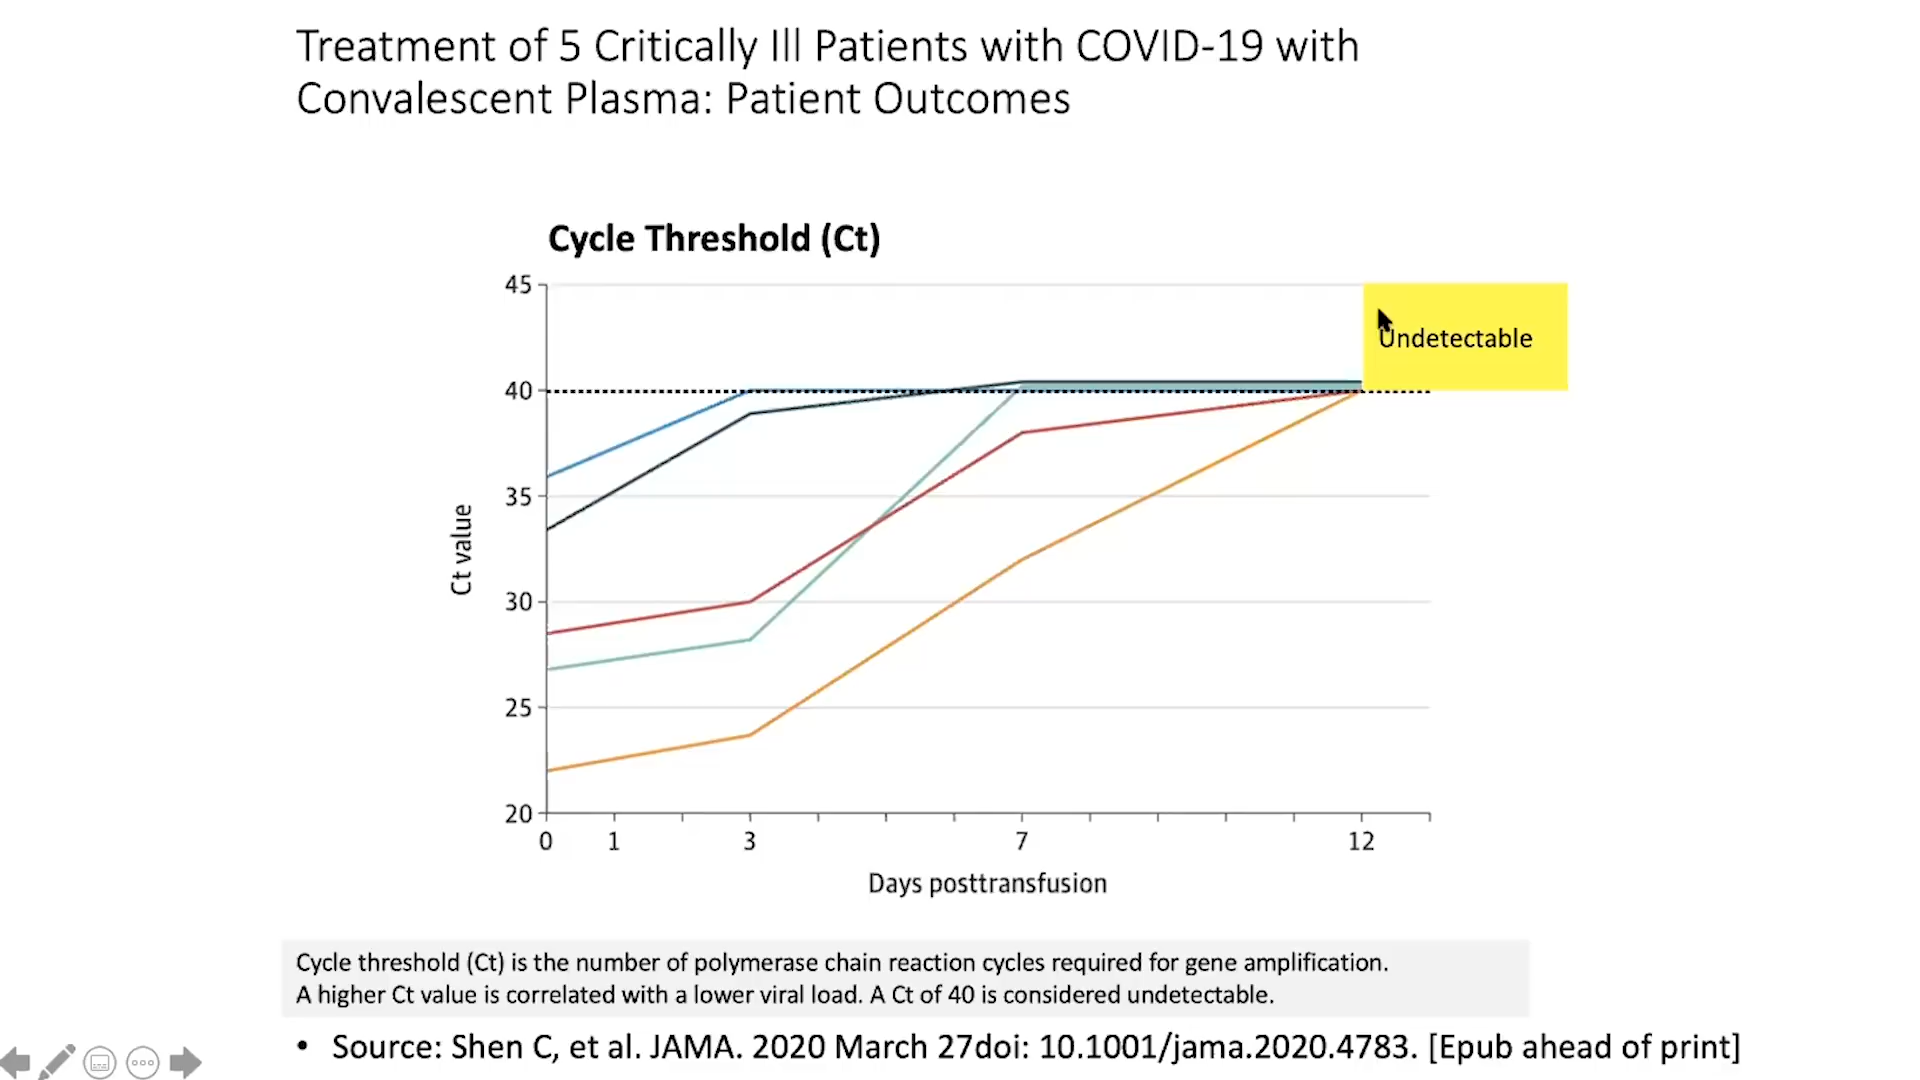 Treatment of 5 Critically Ill Patients with COVID-19 with
Convalescent Plasma: Patient Outcomes
Cycle Threshold (Ct)
45
40
35
30
25
20
Ct value
Undetectable
0 1 3 7 12
Days posttransfusion
Cycle threshold (Ct) is the number of polymerase chain reaction cycles required for gene amplification.
A higher Ct value is correlated with a lower viral load. A Ct of 40 is considered undetectable.
• Source: Shen C, et al. JAMA. 2020 March 27doi: 10.1001/jama.2020.4783. [Epub ahead of print]